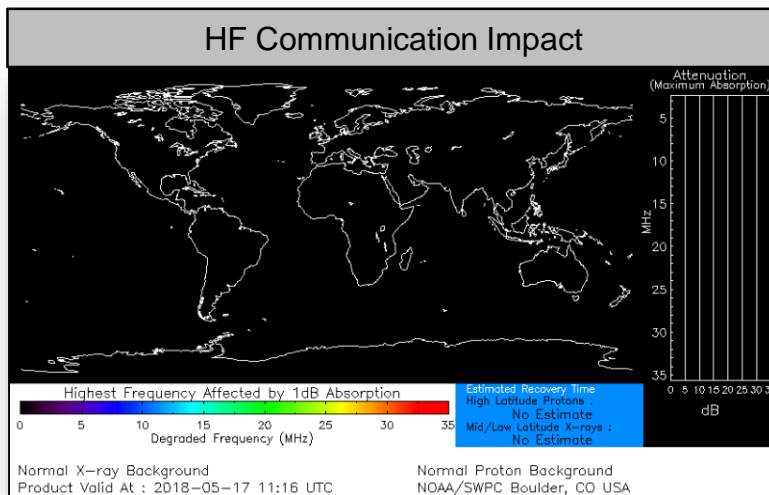 HF Communication Impact
Attenuation
(Maximum Absorption)
5
10
15
20
25
30
35
MHz
0 5 10 15 20 25 30 3
dB
Highest Frequency Affected by 1dB Absorption
0 5 10 15 20 25 30 35
Degraded Frequency (MHz)
Estimated Recovery Time
High Latitude Protons :
No Estimate
Mid/Low Latitude X-rays :
No Estimate
Normal X-ray Background
Normal Proton Background
Product Valid At : 2018-05-17 11:16 UTC
NOAA/SWPC Boulder, CO USA